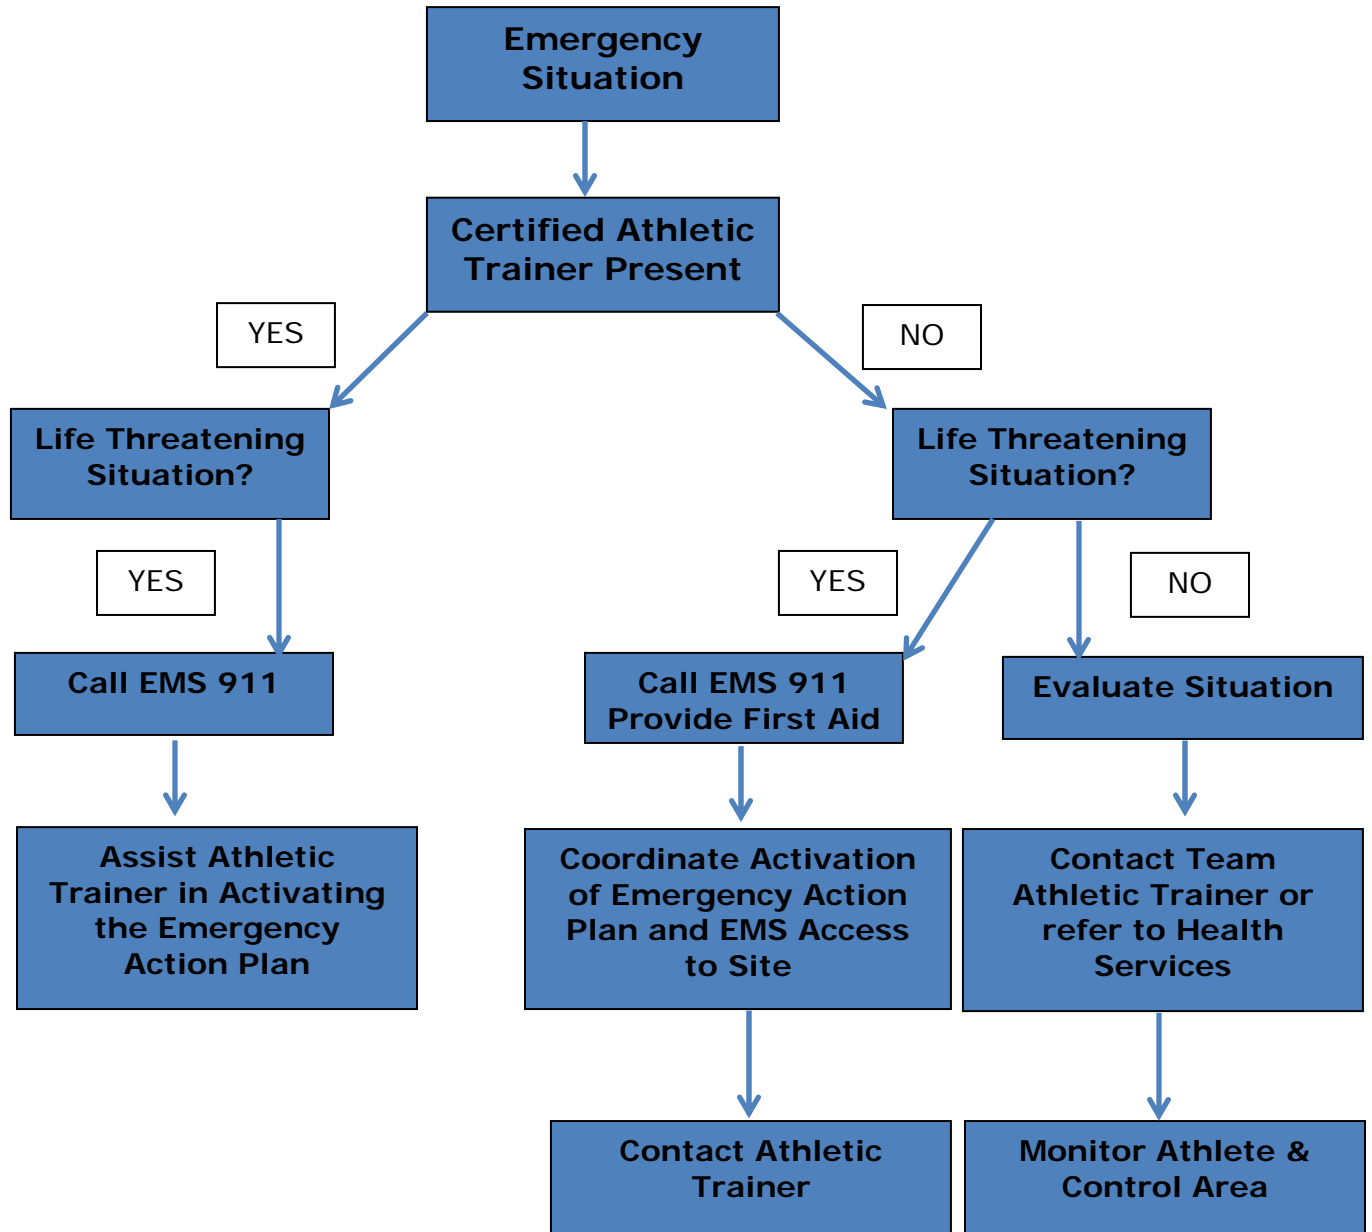 Emergency
Situation
Certified Athletic
Trainer Present
YES
NO
Life Threatening
Situation?
Life Threatening
Situation?
YES
YES
NO
Call EMS 911
Call EMS 911
Provide First Aid
Evaluate Situation
Assist Athletic
Trainer in Activating
the Emergency
Action Plan
Coordinate Activation
of Emergency Action
Plan and EMS Access
to Site
Contact Team
Athletic Trainer or
refer to Health
Services
Contact Athletic
Trainer
Monitor Athlete &
Control Area